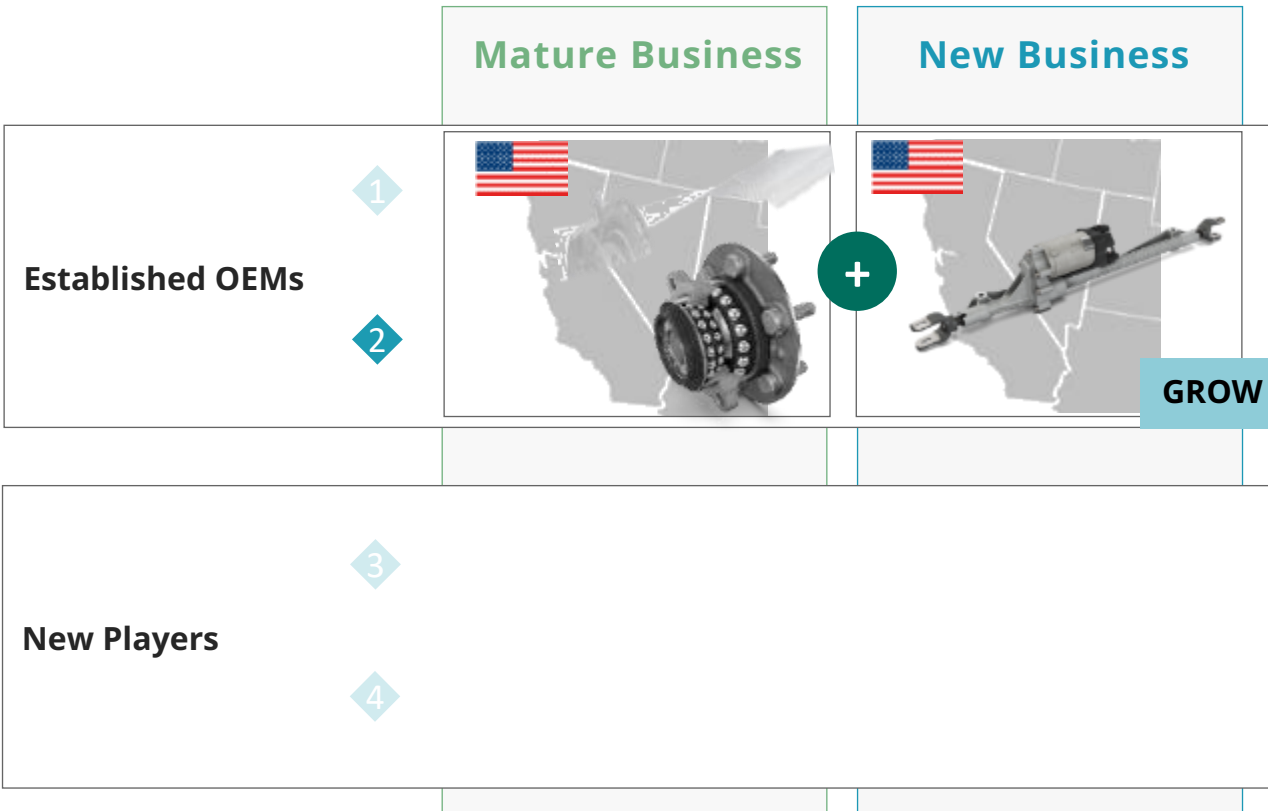 Mature Business
New Business
1
Established OEMs
+
2
GROW
3
New Players
4